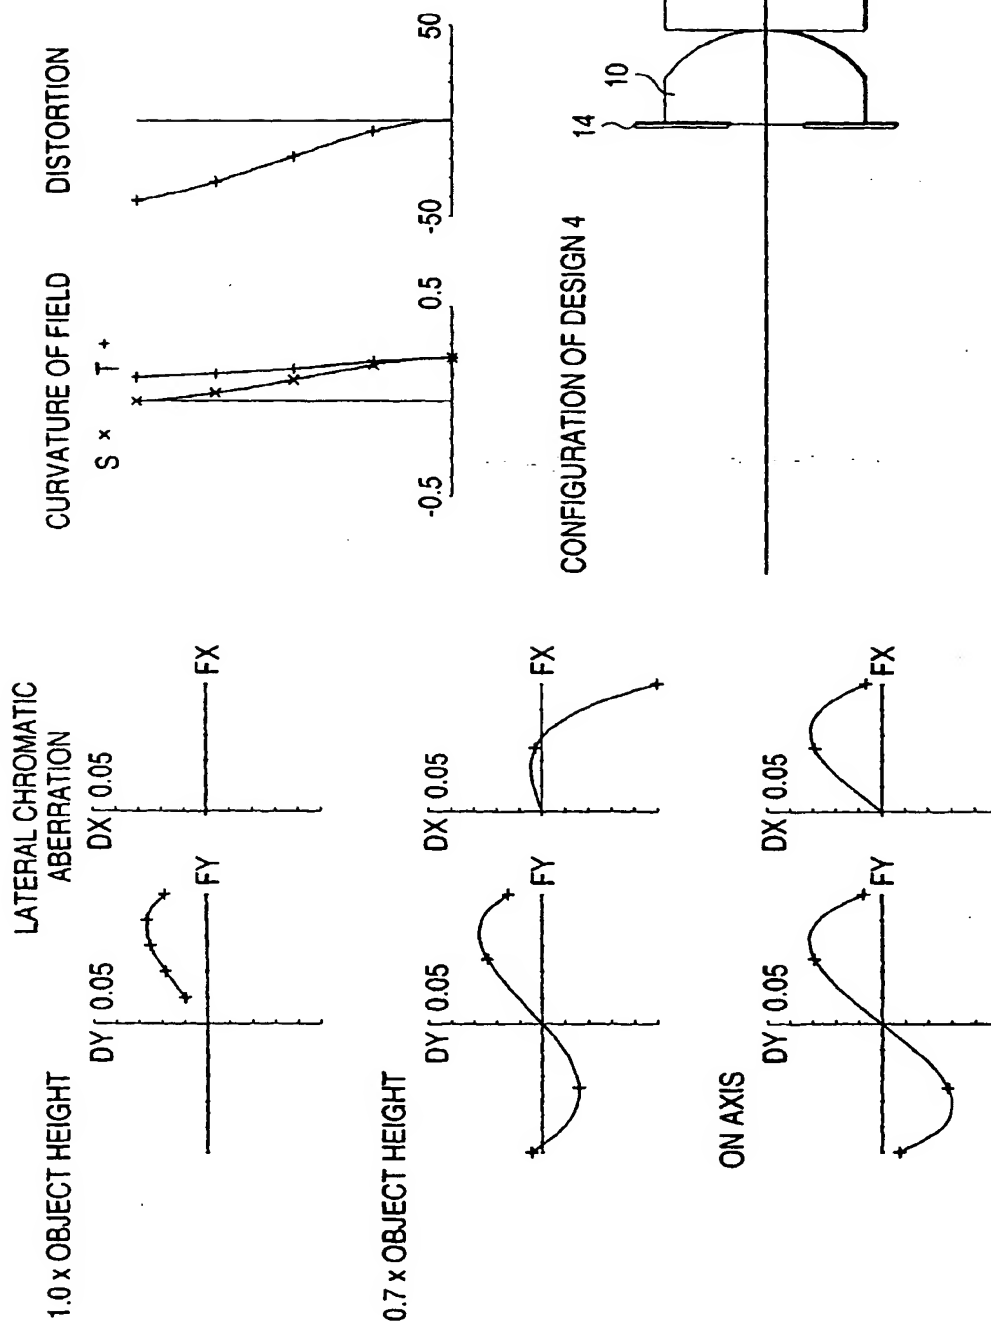 LATERAL CHROMATIC
ABERRATION
1.0 x OBJECT HEIGHT
DY 0.05
FY
DX 0.05
FX
0.7 x OBJECT HEIGHT
DY 0.05
FY
DX 0.05
FX
ON AXIS
DY 0.05
FY
DX 0.05
FX
CURVATURE OF FIELD
S × T +
-0.5
0.5
DISTORTION
-50
50
CONFIGURATION OF DESIGN 4
14
10